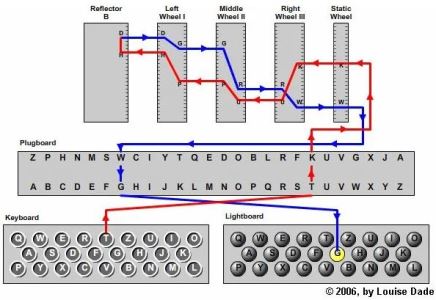 Reflector B
Left Wheel I
Middle Wheel II
Right Wheel III
Static Wheel
D D
G G
K
H H
P P
R R
U U
W W
Plugboard
Z P H N M S W C I Y T Q E D O B L R F K U V G X J A
A B C D E F G H I J K L M N O P Q R S T U V W X Y Z
Keyboard
Q W E R T Z U I O
A S D F G H J K
P Y X C V B N M L
Lightboard
Q W E R T Z U I O
A S D F G H J K
P Y X C V B N M L
© 2006, by Louise Dade